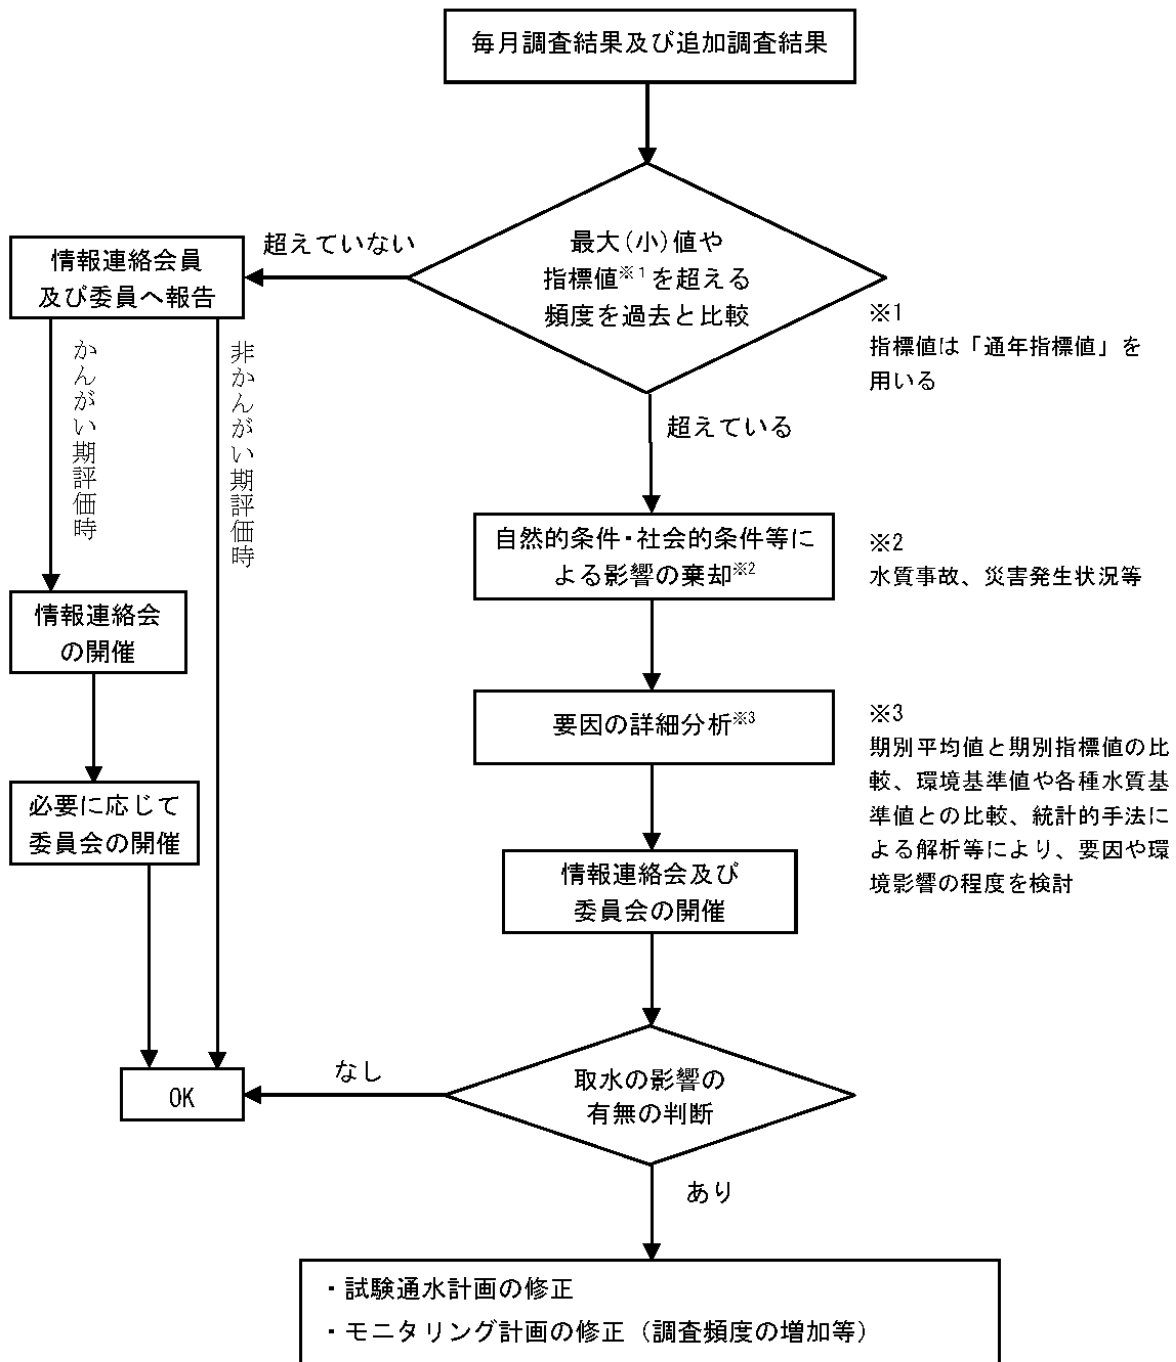 毎月調査結果及び追加調査結果
最大(小)値や
指標値※1を超える
頻度を過去と比較
超えていない
情報連絡会員
及び委員へ報告
※1
指標値は「通年指標値」を
用いる
かんがい期評価時
非かんがい期評価時
超えている
自然的条件・社会的条件等に
よる影響の棄却※2
※2
水質事故、災害発生状況等
情報連絡会
の開催
要因の詳細分析※3
※3
期別平均値と期別指標値の比
較、環境基準値や各種水質基
準値との比較、統計的手法に
よる解析等により、要因や環
境影響の程度を検討
必要に応じて
委員会の開催
情報連絡会及び
委員会の開催
取水の影響の
有無の判断
なし
OK
あり
・試験通水計画の修正
・モニタリング計画の修正（調査頻度の増加等）